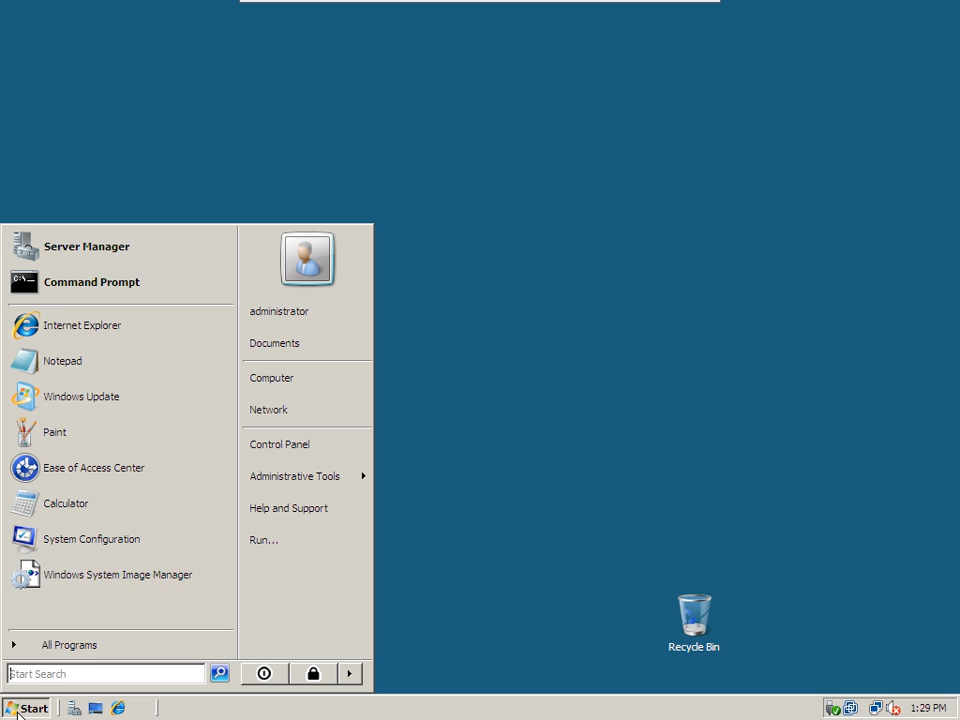 Server Manager
Command Prompt
Internet Explorer
Notepad
Windows Update
Paint
Ease of Access Center
Calculator
System Configuration
Windows System Image Manager
All Programs
Start Search
administrator
Documents
Computer
Network
Control Panel
Administrative Tools
Help and Support
Run...
Recycle Bin
Start
1:29 PM